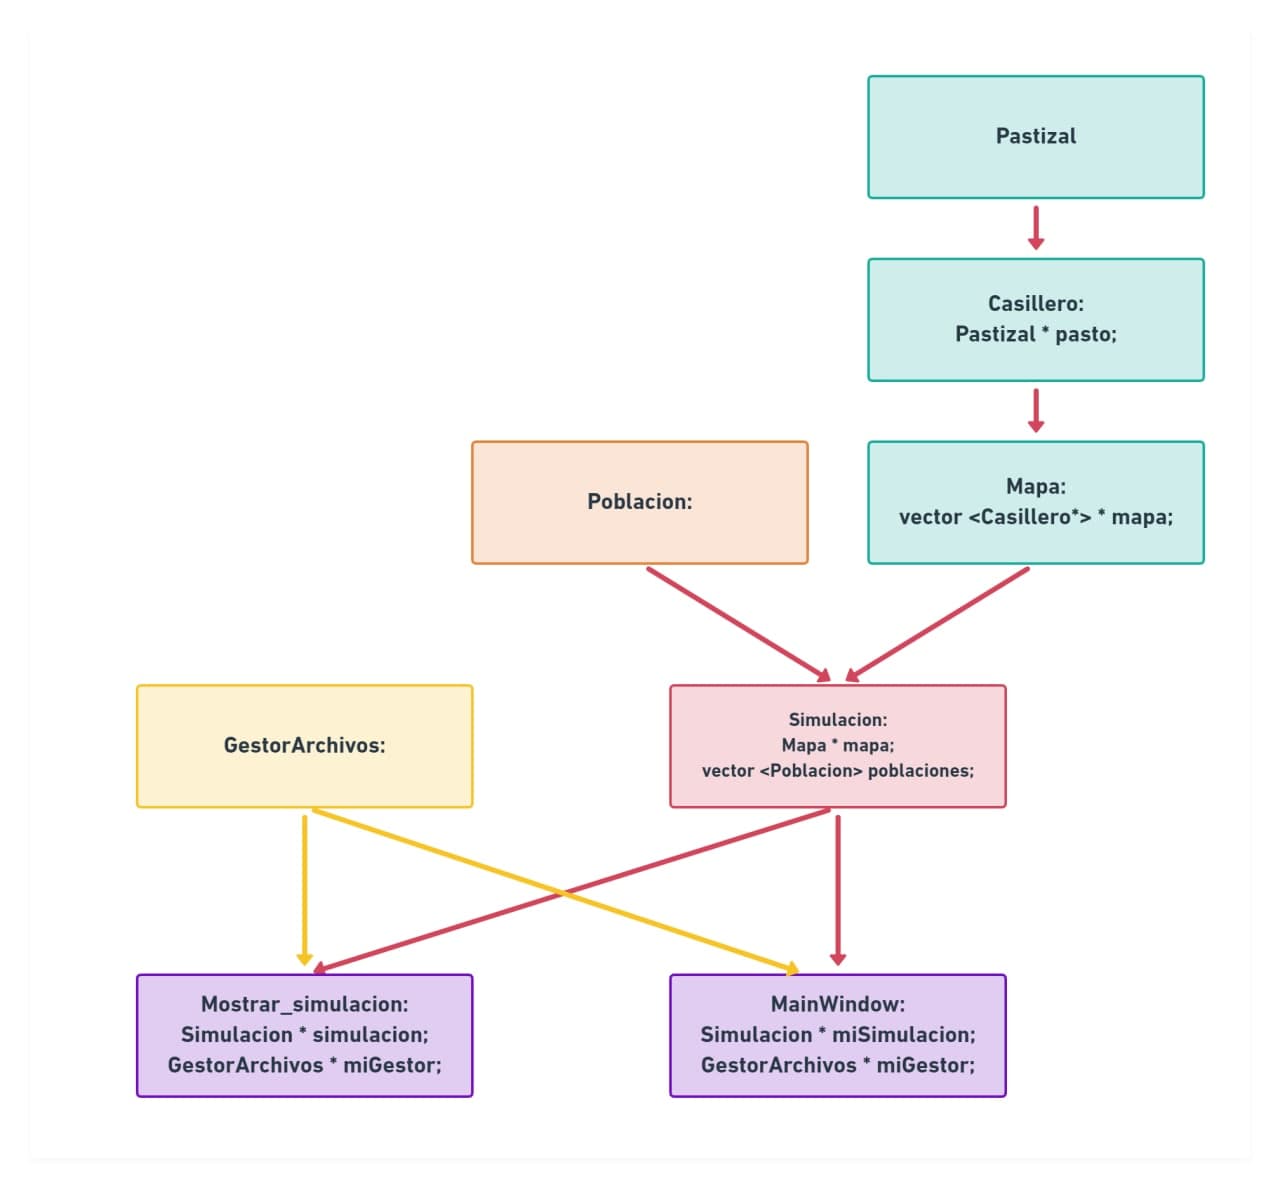 Pastizal
Casillero:
Pastizal * pasto;
Poblacion:
Mapa:
vector <Casillero*> * mapa;
GestorArchivos:
Simulacion:
Mapa * mapa;
vector <Poblacion> poblaciones;
Mostrar_simulacion:
Simulacion * simulacion;
GestorArchivos * miGestor;
MainWindow:
Simulacion * miSimulacion;
GestorArchivos * miGestor;